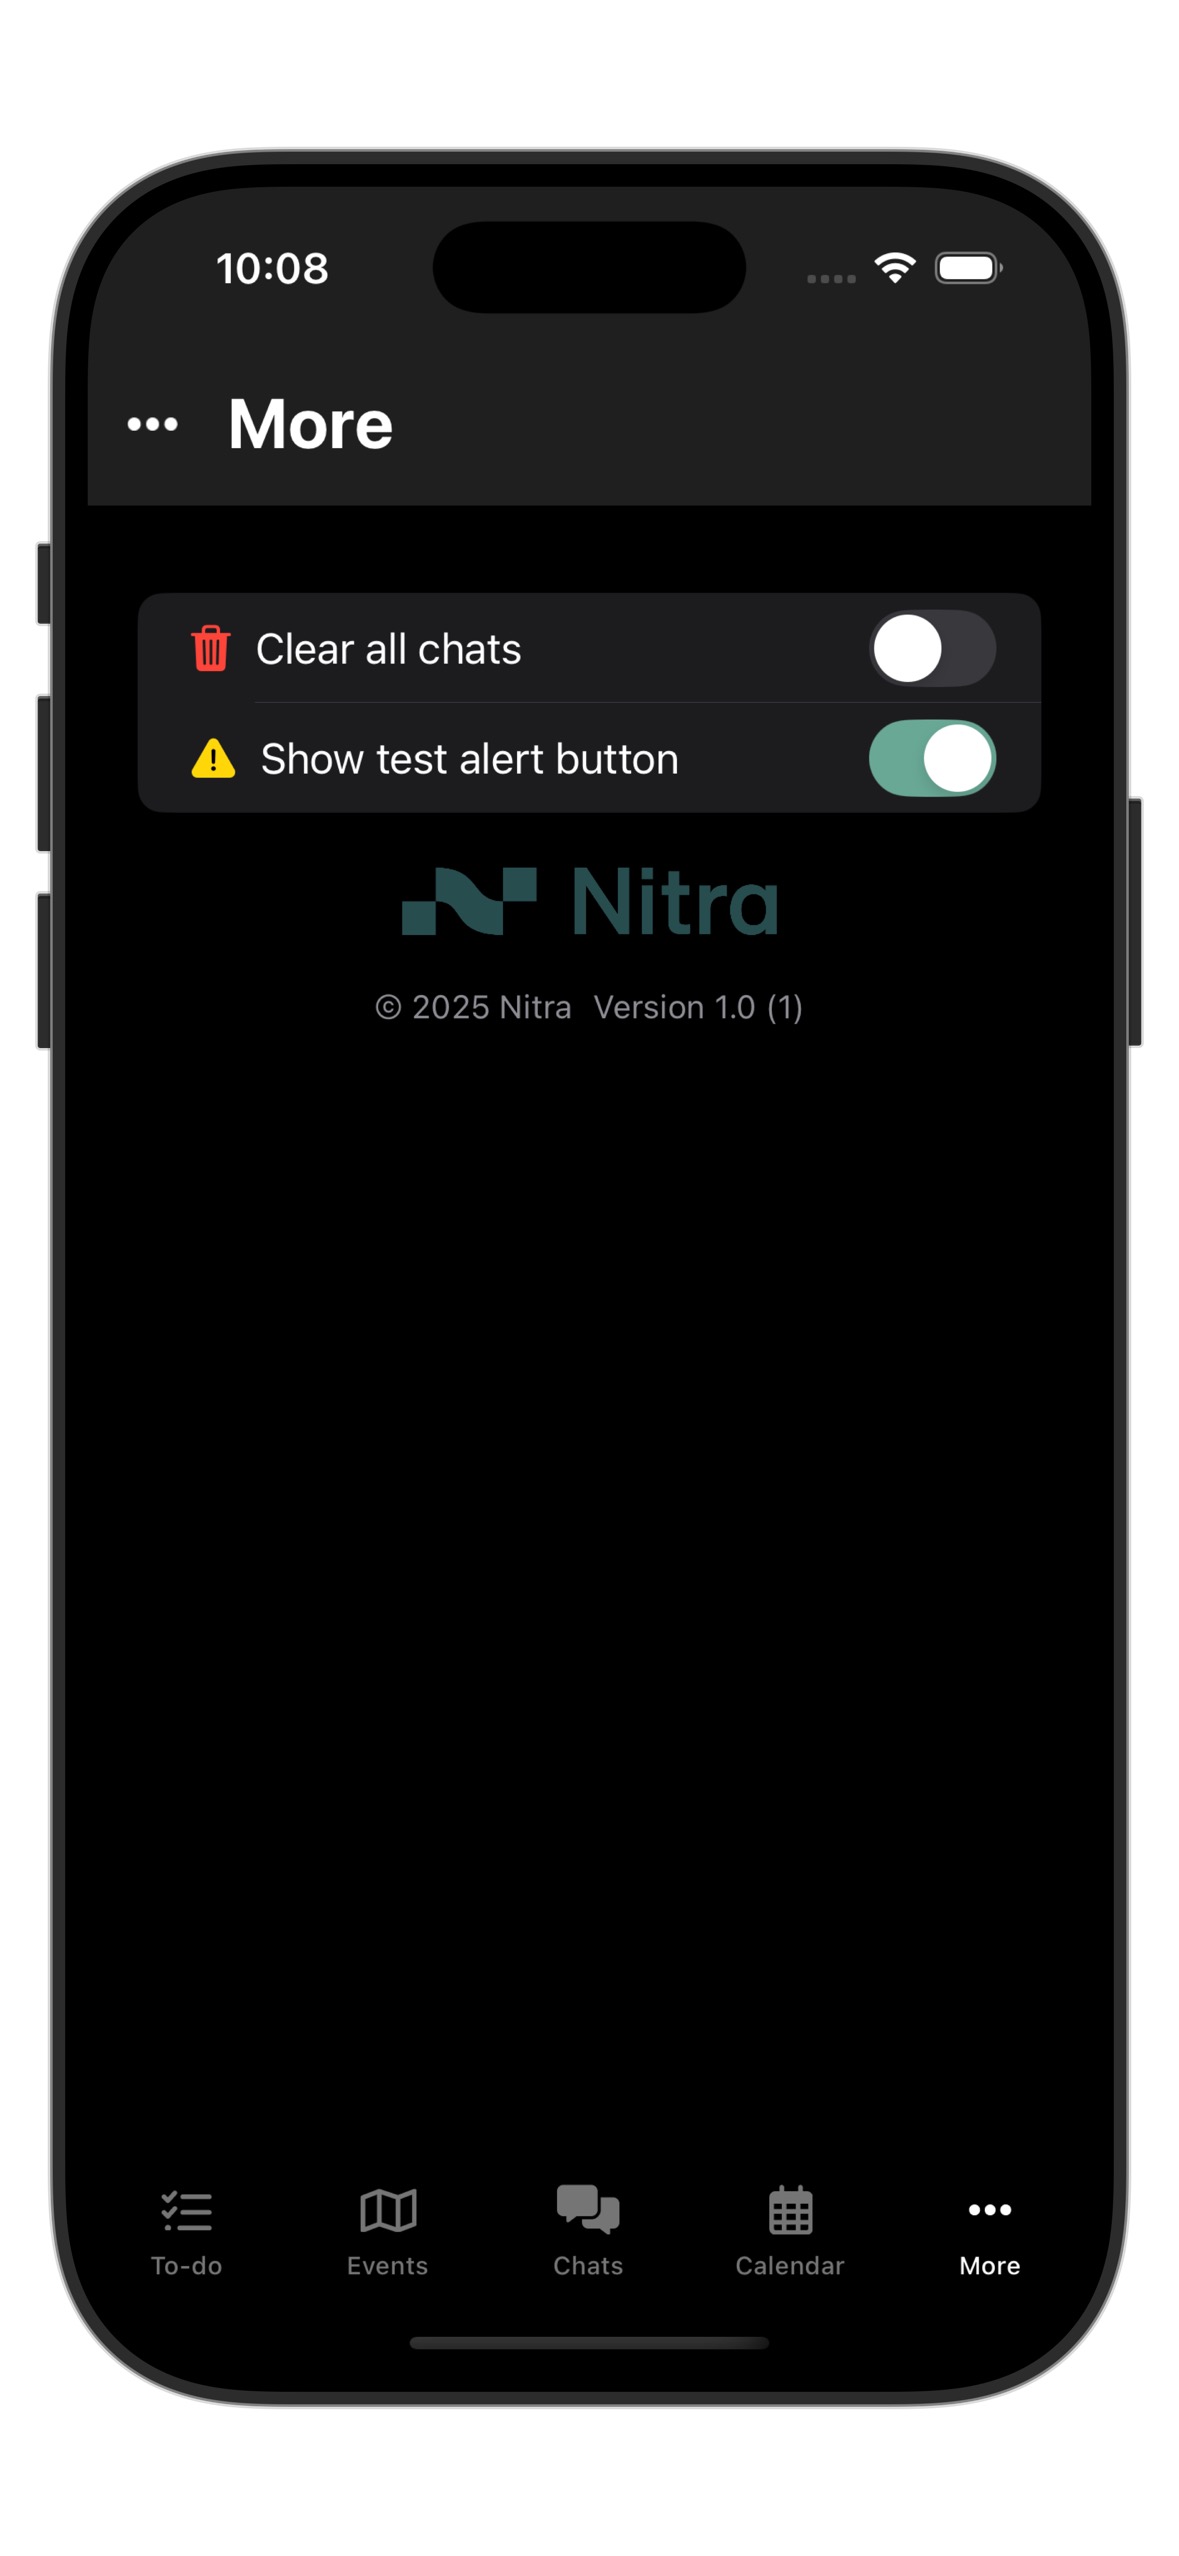 10:08
More
Clear all chats
Show test alert button
Nitra
© 2025 Nitra Version 1.0 (1)
To-do Events Chats Calendar More